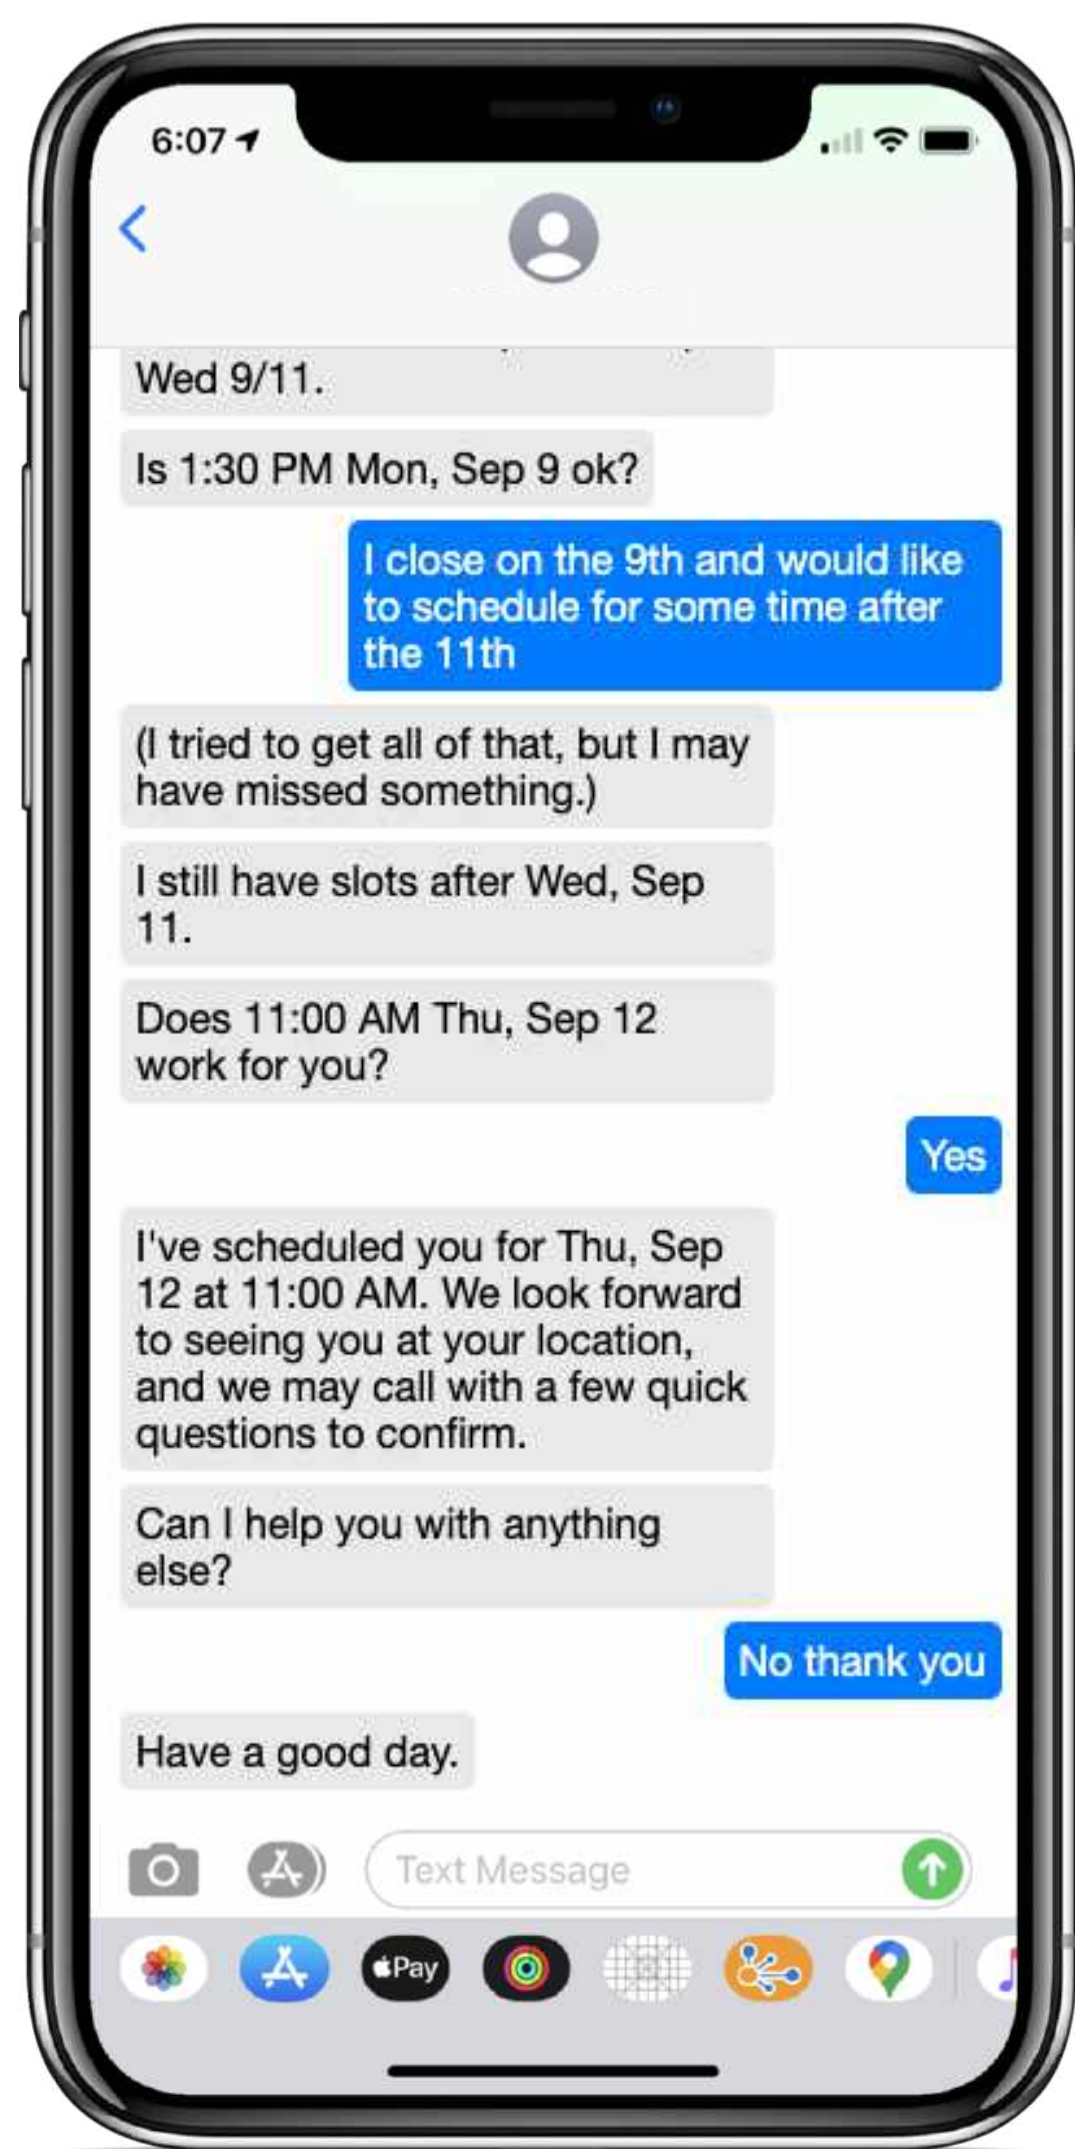 6:07
Wed 9/11.
Is 1:30 PM Mon, Sep 9 ok?
I close on the 9th and would like
to schedule for some time after
the 11th
(I tried to get all of that, but I may
have missed something.)
I still have slots after Wed, Sep
11.
Does 11:00 AM Thu, Sep 12
work for you?
Yes
I've scheduled you for Thu, Sep
12 at 11:00 AM. We look forward
to seeing you at your location,
and we may call with a few quick
questions to confirm.
Can I help you with anything
else?
No thank you
Have a good day.
Text Message
Pay